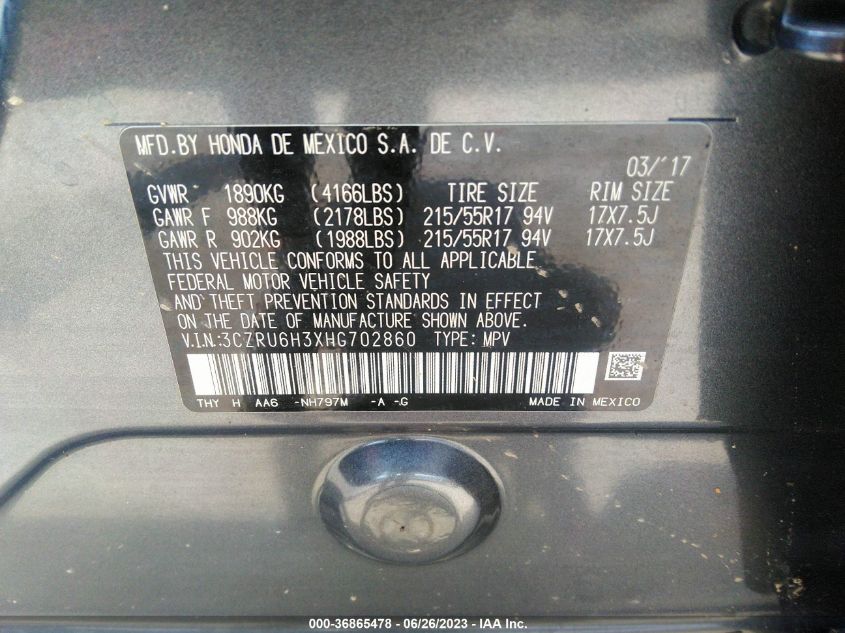 MFD.BY HONDA DE MEXICO S.A. DE C.V.
03/'17
GVWR 1890KG (4166LBS) TIRE SIZE RIM SIZE
GAWR F 988KG (2178LBS) 215/55R17 94V 17X7.5J
GAWR R 902KG (1988LBS) 215/55R17 94V 17X7.5J
THIS VEHICLE CONFORMS TO ALL APPLICABLE
FEDERAL MOTOR VEHICLE SAFETY
AND THEFT PREVENTION STANDARDS IN EFFECT
ON THE DATE OF MANUFACTURE SHOWN ABOVE.
V.I.N.:3CZRU6H3XHG702860 TYPE: MPV
THY H AA6 -NH797M -A -G MADE IN MEXICO
000-36865478 - 06/26/2023 - IAA Inc.